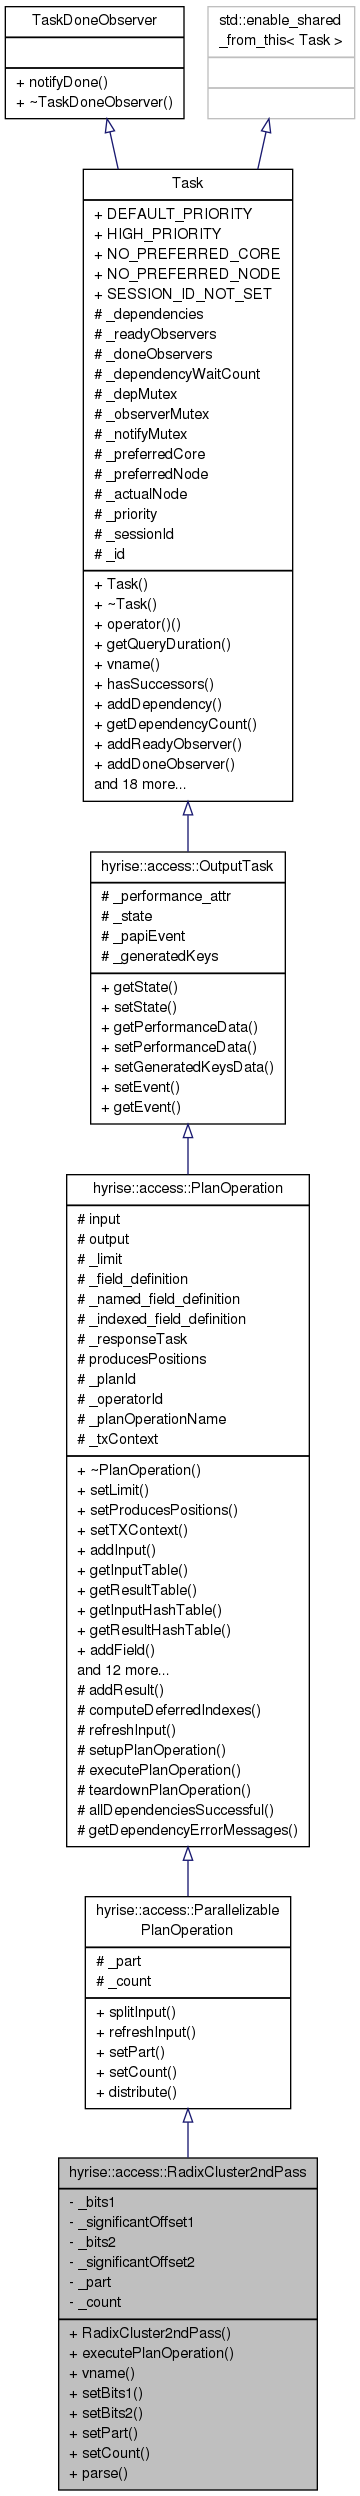 TaskDoneObserver
+ notifyDone()
+ ~TaskDoneObserver()
std::enable_shared
_from_this< Task >
Task
+ DEFAULT_PRIORITY
+ HIGH_PRIORITY
+ NO_PREFERRED_CORE
+ NO_PREFERRED_NODE
+ SESSION_ID_NOT_SET
# _dependencies
# _readyObservers
# _doneObservers
# _dependencyWaitCount
# _depMutex
# _observerMutex
# _notifyMutex
# _preferredCore
# _preferredNode
# _actualNode
# _priority
# _sessionId
# _id
+ Task()
+ ~Task()
+ operator()()
+ getQueryDuration()
+ vname()
+ hasSuccessors()
+ addDependency()
+ getDependencyCount()
+ addReadyObserver()
+ addDoneObserver()
and 18 more...
hyrise::access::OutputTask
# _performance_attr
# _state
# _papiEvent
# _generatedKeys
+ getState()
+ setState()
+ getPerformanceData()
+ setPerformanceData()
+ setGeneratedKeysData()
+ setEvent()
+ getEvent()
hyrise::access::PlanOperation
# input
# output
# _limit
# _field_definition
# _named_field_definition
# _indexed_field_definition
# _responseTask
# producesPositions
# _planId
# _operatorId
# _planOperationName
# _txContext
+ ~PlanOperation()
+ setLimit()
+ setProducesPositions()
+ setTXContext()
+ addInput()
+ getInputTable()
+ getResultTable()
+ getInputHashTable()
+ getResultHashTable()
+ addField()
and 12 more...
# addResult()
# computeDeferredIndexes()
# refreshInput()
# setupPlanOperation()
# executePlanOperation()
# teardownPlanOperation()
# allDependenciesSuccessful()
# getDependencyErrorMessages()
hyrise::access::Parallelizable
PlanOperation
# _part
# _count
+ splitInput()
+ refreshInput()
+ setPart()
+ setCount()
+ distribute()
hyrise::access::RadixCluster2ndPass
- _bits1
- _significantOffset1
- _bits2
- _significantOffset2
- _part
- _count
+ RadixCluster2ndPass()
+ executePlanOperation()
+ vname()
+ setBits1()
+ setBits2()
+ setPart()
+ setCount()
+ parse()